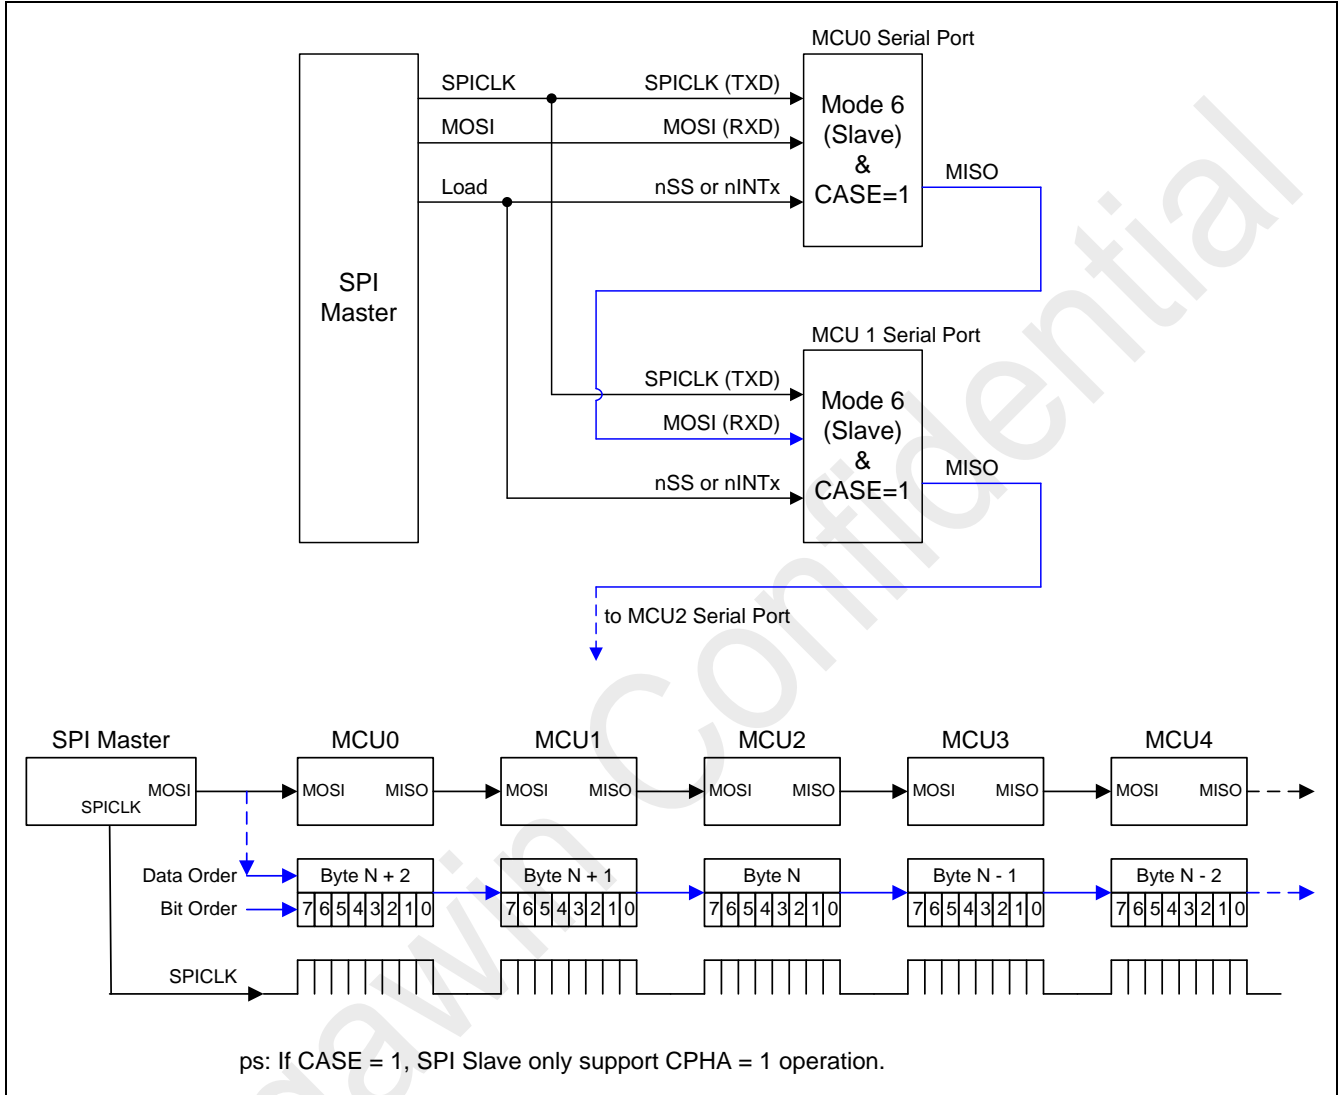 MCU0 Serial Port
SPICLK
SPICLK (TXD)
MOSI
MOSI (RXD)
Load
nSS or nINTx
Mode 6
(Slave)
&
CASE=1
MISO
SPI
Master
MCU 1 Serial Port
SPICLK (TXD)
MOSI (RXD)
nSS or nINTx
Mode 6
(Slave)
&
CASE=1
MISO
to MCU2 Serial Port
SPI Master
MCU0
MCU1
MCU2
MCU3
MCU4
MOSI
SPICLK
MOSI MISO
MOSI MISO
MOSI MISO
MOSI MISO
MOSI MISO
Data Order
Byte N + 2
Byte N + 1
Byte N
Byte N - 1
Byte N - 2
Bit Order
7 6 5 4 3 2 1 0
7 6 5 4 3 2 1 0
7 6 5 4 3 2 1 0
7 6 5 4 3 2 1 0
7 6 5 4 3 2 1 0
SPICLK
ps: If CASE = 1, SPI Slave only support CPHA = 1 operation.
gawin Confidential